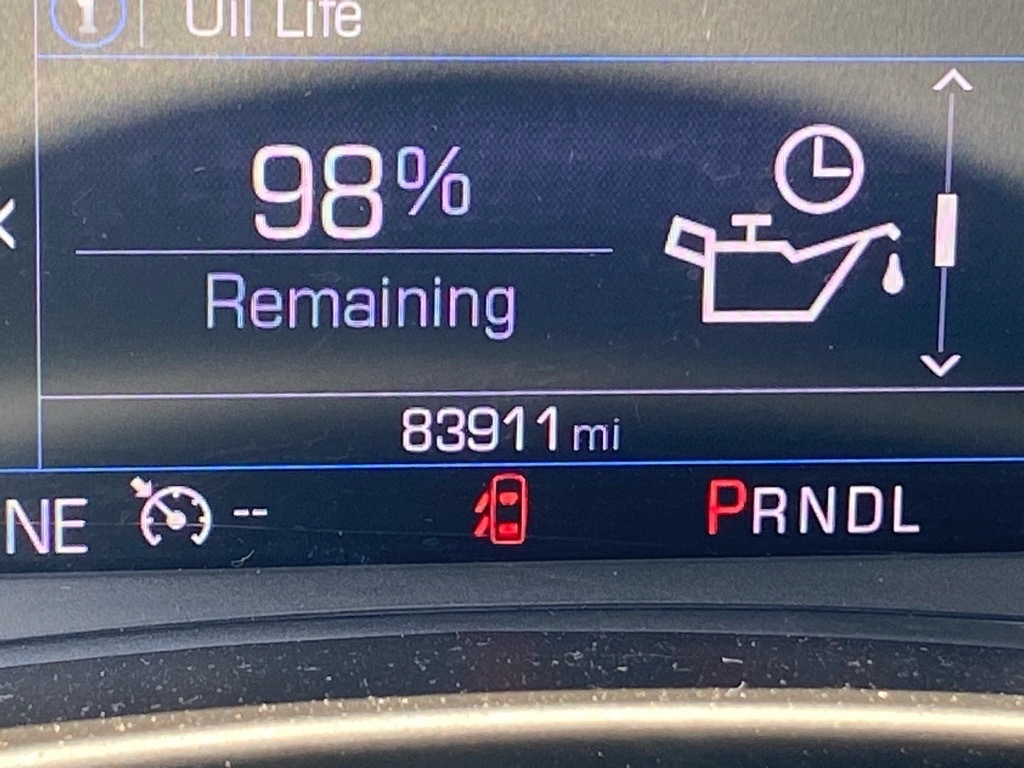 Oil Life
98%
Remaining
83911 mi
NE -- PRNDL